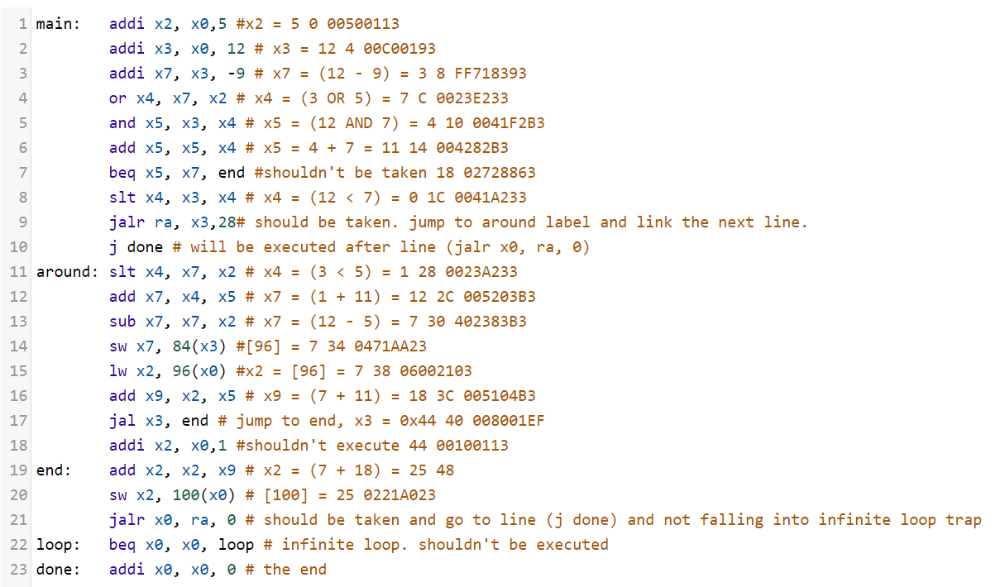 1 main: addi x2, x0,5 #x2 = 5 0 00500113
2 addi x3, x0, 12 # x3 = 12 4 00C00193
3 addi x7, x3, -9 # x7 = (12 - 9) = 3 8 FF718393
4 or x4, x7, x2 # x4 = (3 OR 5) = 7 C 0023E233
5 and x5, x3, x4 # x5 = (12 AND 7) = 4 10 0041F2B3
6 add x5, x5, x4 # x5 = 4 + 7 = 11 14 004282B3
7 beq x5, x7, end #shouldn't be taken 18 02728863
8 slt x4, x3, x4 # x4 = (12 < 7) = 0 1C 0041A233
9 jalr ra, x3,28# should be taken. jump to around label and link the next line.
10 j done # will be executed after line (jalr x0, ra, 0)
11 around: slt x4, x7, x2 # x4 = (3 < 5) = 1 28 0023A233
12 add x7, x4, x5 # x7 = (1 + 11) = 12 2C 005203B3
13 sub x7, x7, x2 # x7 = (12 - 5) = 7 30 402383B3
14 sw x7, 84(x3) #[96] = 7 34 0471AA23
15 lw x2, 96(x0) #x2 = [96] = 7 38 06002103
16 add x9, x2, x5 # x9 = (7 + 11) = 18 3C 005104B3
17 jal x3, end # jump to end, x3 = 0x44 40 008001EF
18 addi x2, x0,1 #shouldn't execute 44 00100113
19 end: add x2, x2, x9 # x2 = (7 + 18) = 25 48
20 sw x2, 100(x0) # [100] = 25 0221A023
21 jalr x0, ra, 0 # should be taken and go to line (j done) and not falling into infinite loop trap
22 loop: beq x0, x0, loop # infinite loop. shouldn't be executed
23 done: addi x0, x0, 0 # the end